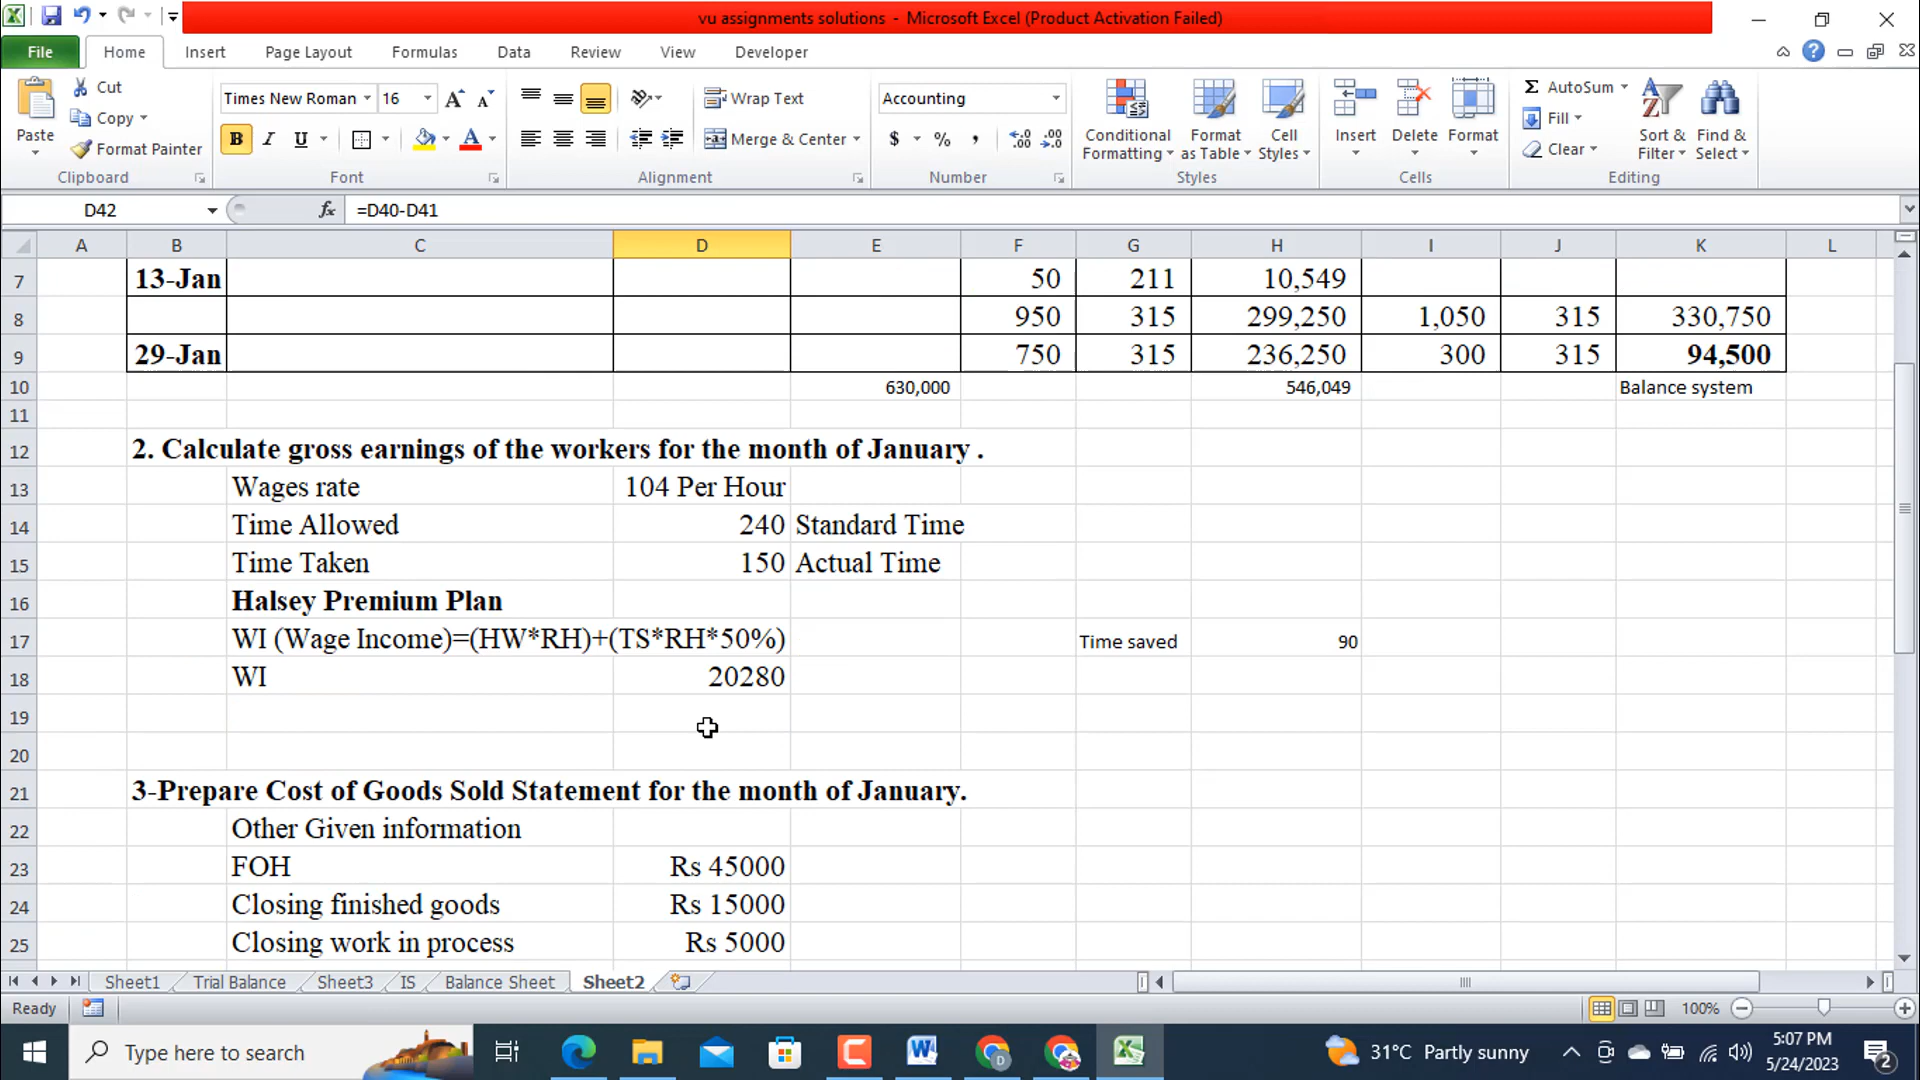 vu assignments solutions - Microsoft Excel (Product Activation Failed)
File Home Insert Page Layout Formulas Data Review View Developer
Paste
Cut
Copy
Format Painter
Clipboard
Times New Roman 16
B I U
Font
Wrap Text
Merge & Center
Alignment
Accounting
$ % ,
Number
Conditional Formatting
Format as Table
Cell Styles
Styles
Insert Delete Format
Cells
AutoSum
Fill
Clear
Sort & Filter
Find & Select
Editing
D42 fx =D40-D41
A B C D E F G H I J K L
7 13-Jan 50 211 10,549
8 950 315 299,250 1,050 315 330,750
9 29-Jan 750 315 236,250 300 315 94,500
10 630,000 546,049 Balance system
11
12 2. Calculate gross earnings of the workers for the month of January .
13 Wages rate 104 Per Hour
14 Time Allowed 240 Standard Time
15 Time Taken 150 Actual Time
16 Halsey Premium Plan
17 WI (Wage Income)=(HW*RH)+(TS*RH*50%) Time saved 90
18 WI 20280
19
20
21 3-Prepare Cost of Goods Sold Statement for the month of January.
22 Other Given information
23 FOH Rs 45000
24 Closing finished goods Rs 15000
25 Closing work in process Rs 5000
Sheet1 Trial Balance Sheet3 IS Balance Sheet Sheet2
Ready 100%
Type here to search 31°C Partly sunny 5:07 PM
5/24/2023 2